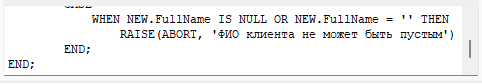 CASE
WHEN NEW.FullName IS NULL OR NEW.FullName = '' THEN
RAISE(ABORT, 'ФИО клиента не может быть пустым')
END;
END;